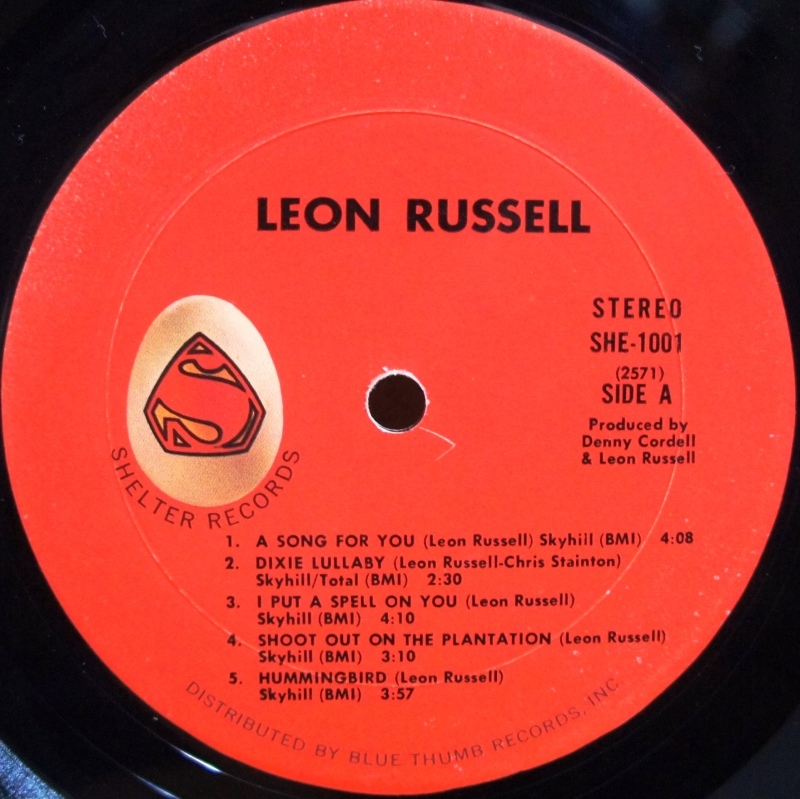 LEON RUSSELL
STEREO
SHE-1001
(2571)
SIDE A
Produced by
Denny Cordell
& Leon Russell
S
SHELTER RECORDS
1. A SONG FOR YOU (Leon Russell) Skyhill (BMI) 4:08
2. DIXIE LULLABY (Leon Russell-Chris Stainton)
Skyhill/Total (BMI) 2:30
3. I PUT A SPELL ON YOU (Leon Russell)
Skyhill (BMI) 4:10
4. SHOOT OUT ON THE PLANTATION (Leon Russell)
Skyhill (BMI) 3:10
5. HUMMINGBIRD (Leon Russell)
Skyhill (BMI) 3:57
DISTRIBUTED BY BLUE THUMB RECORDS, INC